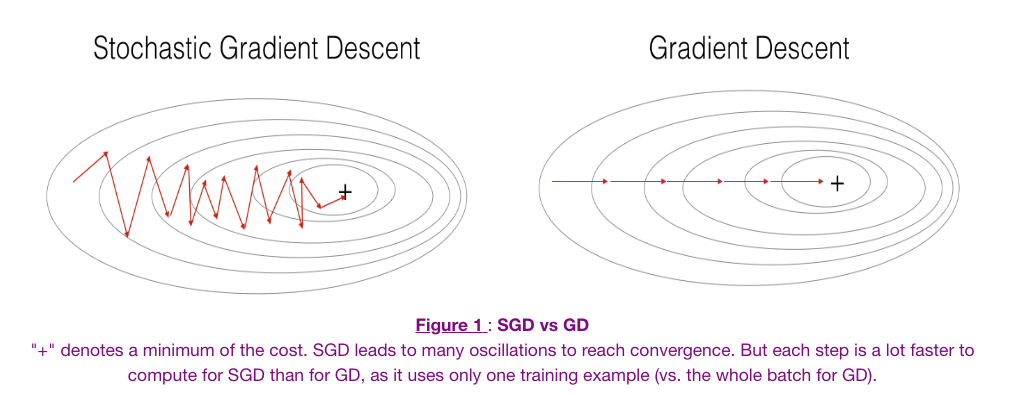 Stochastic Gradient Descent
Gradient Descent
+
+
Figure 1 : SGD vs GD
"+" denotes a minimum of the cost. SGD leads to many oscillations to reach convergence. But each step is a lot faster to
compute for SGD than for GD, as it uses only one training example (vs. the whole batch for GD).